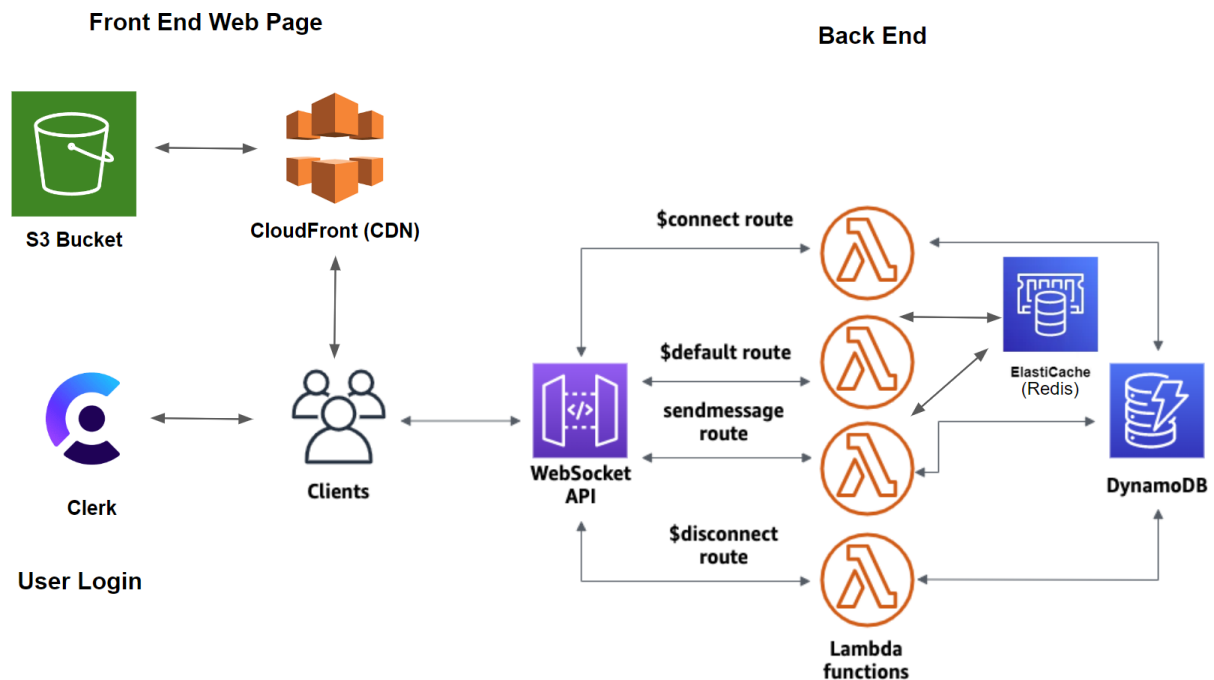 Front End Web Page
Back End
S3 Bucket
CloudFront (CDN)
Clerk
User Login
Clients
WebSocket
API
$connect route
$default route
sendmessage
route
$disconnect
route
Lambda
functions
ElastiCache
(Redis)
DynamoDB